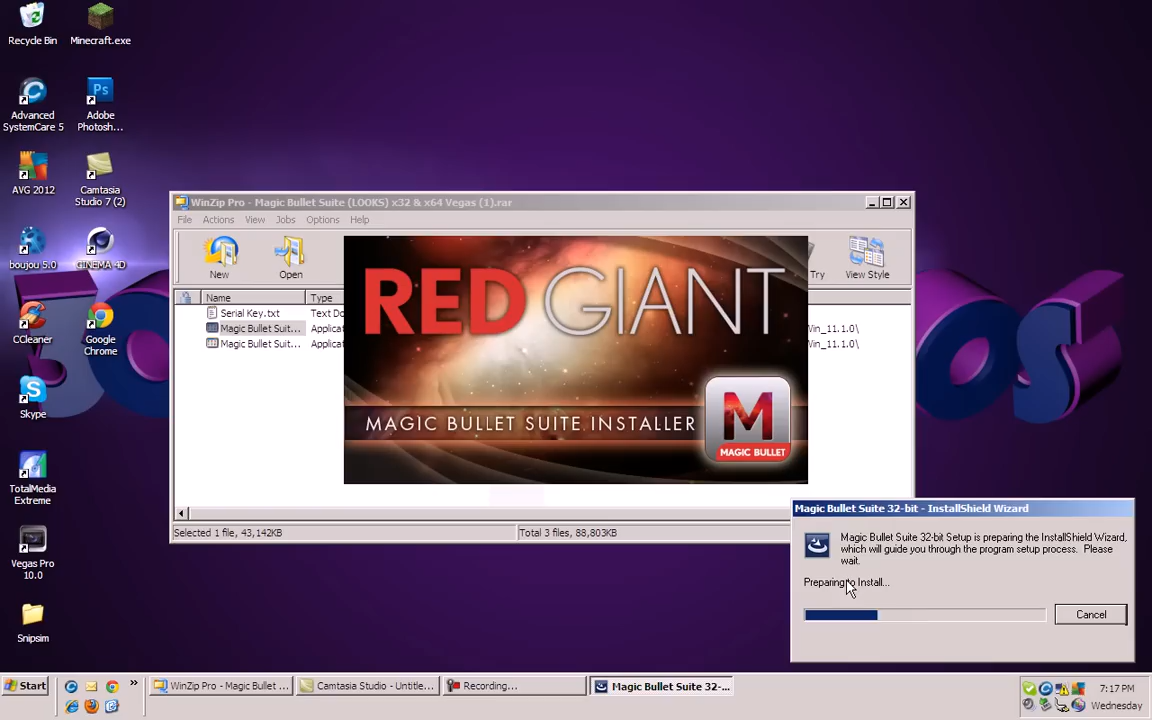 Recycle Bin
Minecraft.exe
Advanced
SystemCare 5
Ps
Adobe
Photosh...
AVG 2012
Camtasia
Studio 7 (2)
boujou 5.0
CINEMA 4D
CCleaner
Google
Chrome
Skype
TotalMedia
Extreme
Vegas Pro
10.0
Snipsim
WinZip Pro - Magic Bullet Suite (LOOKS) x32 & x64 Vegas (1).rar
File Actions View Jobs Options Help
New
Open
Try
View Style
Name
Type
Serial Key.txt
Text Do
Magic Bullet Suit...
Applicat
Win_11.1.0\
Magic Bullet Suit...
Applicat
Win_11.1.0\
RED GIANT
MAGIC BULLET SUITE INSTALLER
M
MAGIC BULLET
Selected 1 file, 43,142KB
Total 3 files, 88,803KB
Magic Bullet Suite 32-bit - InstallShield Wizard
Magic Bullet Suite 32-bit Setup is preparing the InstallShield Wizard,
which will guide you through the program setup process. Please
wait.
Preparing to Install...
Cancel
Start
WinZip Pro - Magic Bullet ...
Camtasia Studio - Untitle...
Recording...
Magic Bullet Suite 32-...
7:17 PM
Wednesday